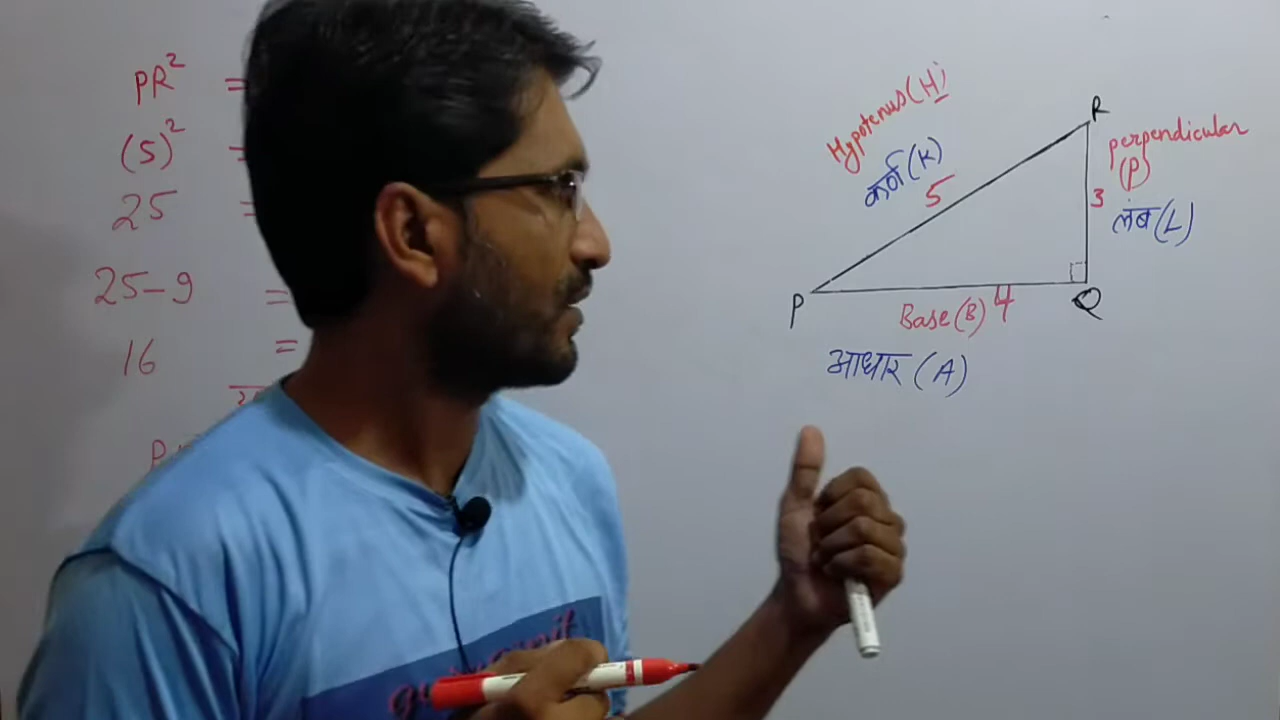 PR² =
(5)² =
25 =
25-9 =
16 =
P
Hypotenus(H)
कर्ण(K)
5
R
perpendicular
(P)
3
लंब(L)
P
Base(B) 4
Q
आधार(A)